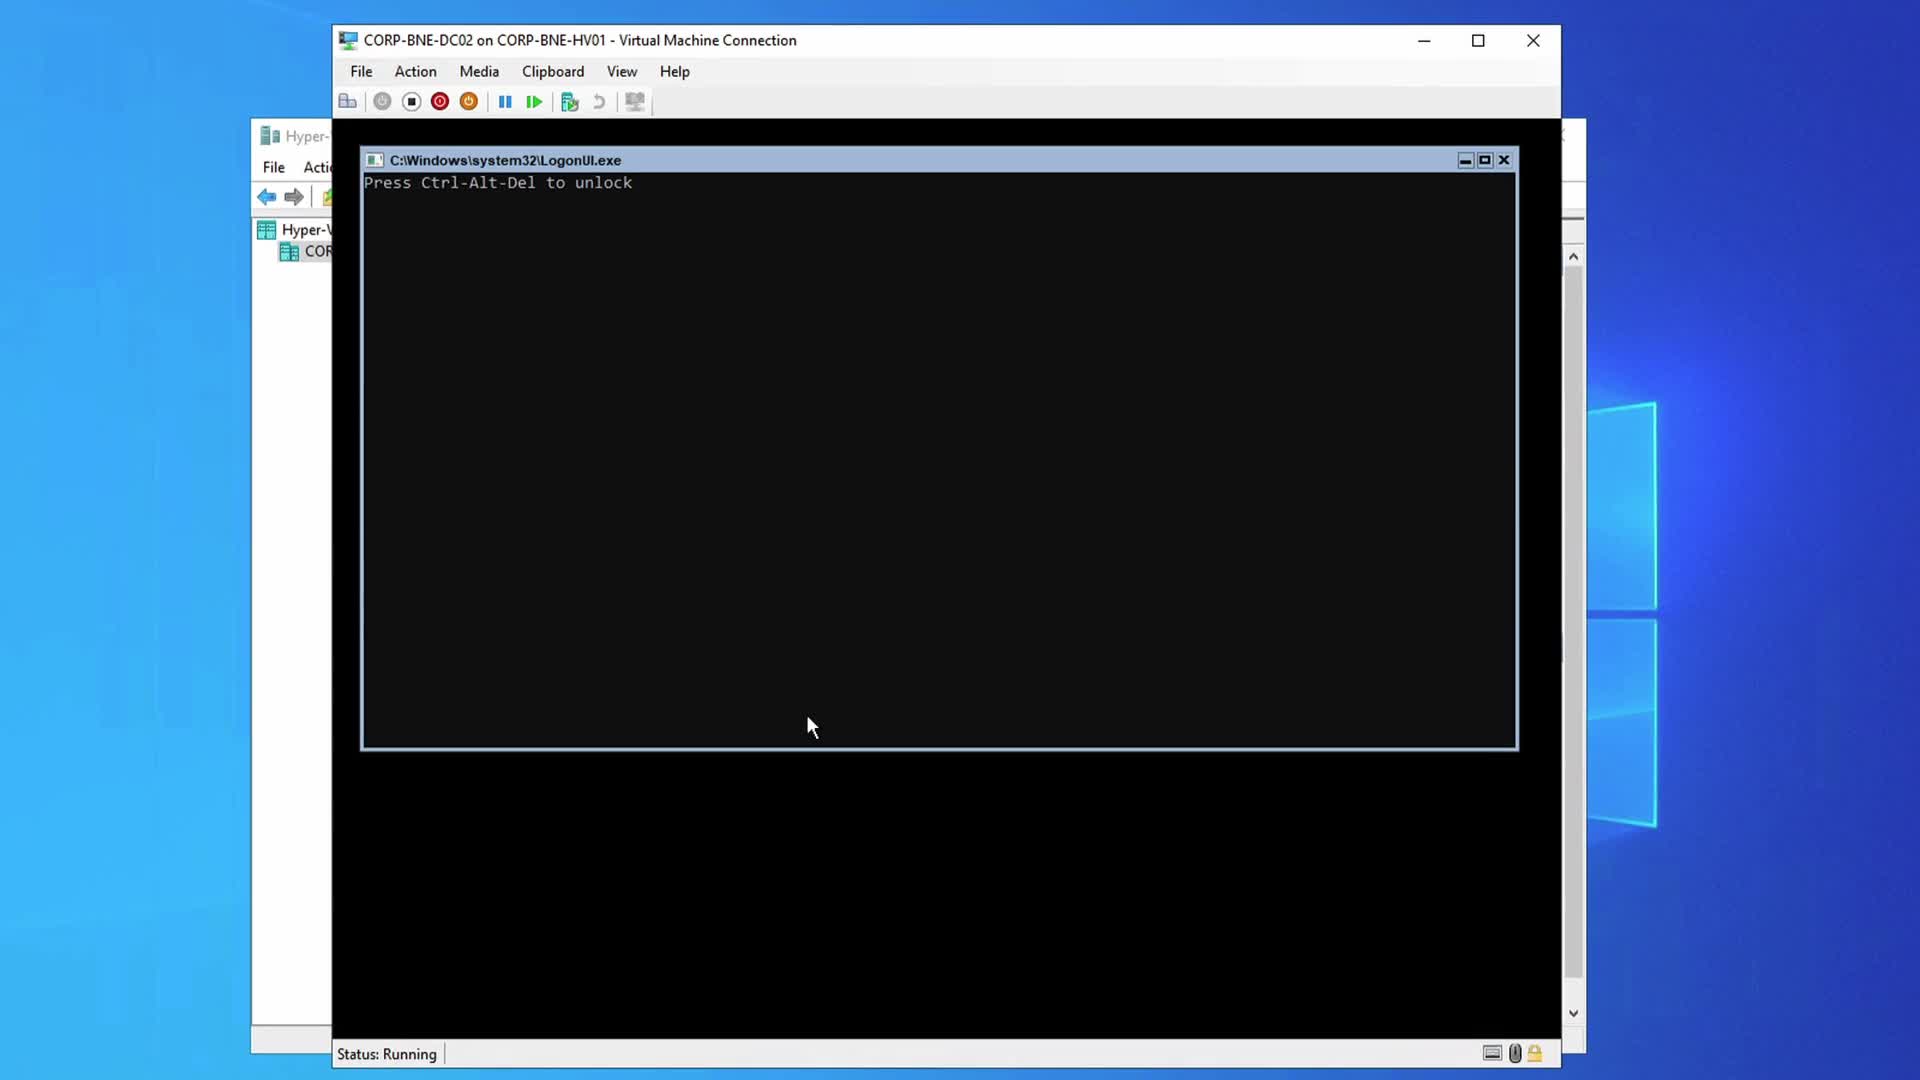 CORP-BNE-DC02 on CORP-BNE-HV01 - Virtual Machine Connection
File Action Media Clipboard View Help
Hyper-
File Actio
C:\Windows\system32\LogonUI.exe
Press Ctrl-Alt-Del to unlock
Hyper-V
COR
Status: Running